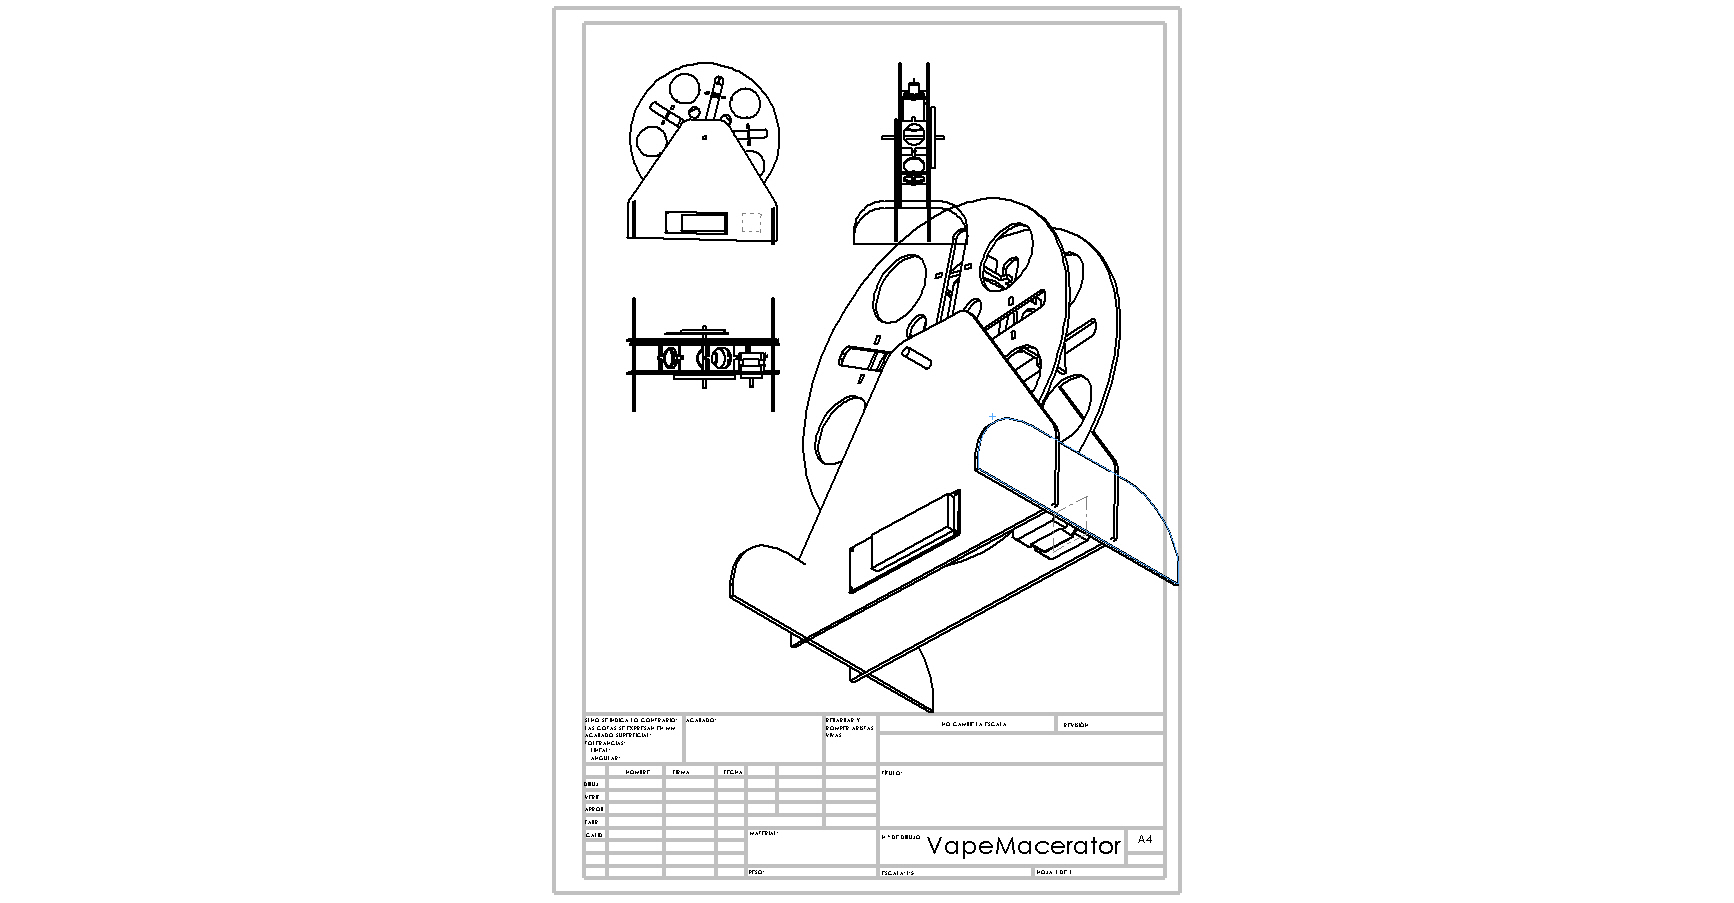 SI NO SE INDICA LO CONTRARIO:
LAS COTAS SE EXPRESAN EN MM
ACABADO SUPERFICIAL:
TOLERANCIAS:
LINEAL:
ANGULAR:
ACABADO:
REBARBAR Y
ROMPER ARISTAS
VIVAS
NO CAMBIE LA ESCALA
REVISIÓN
NOMBRE
FIRMA
FECHA
TÍTULO:
DIBUJ.
VERIF.
APROB.
FABR.
CALID.
MATERIAL:
N.º DE DIBUJO
VapeMacerator
A4
PESO:
ESCALA:1:5
HOJA 1 DE 1